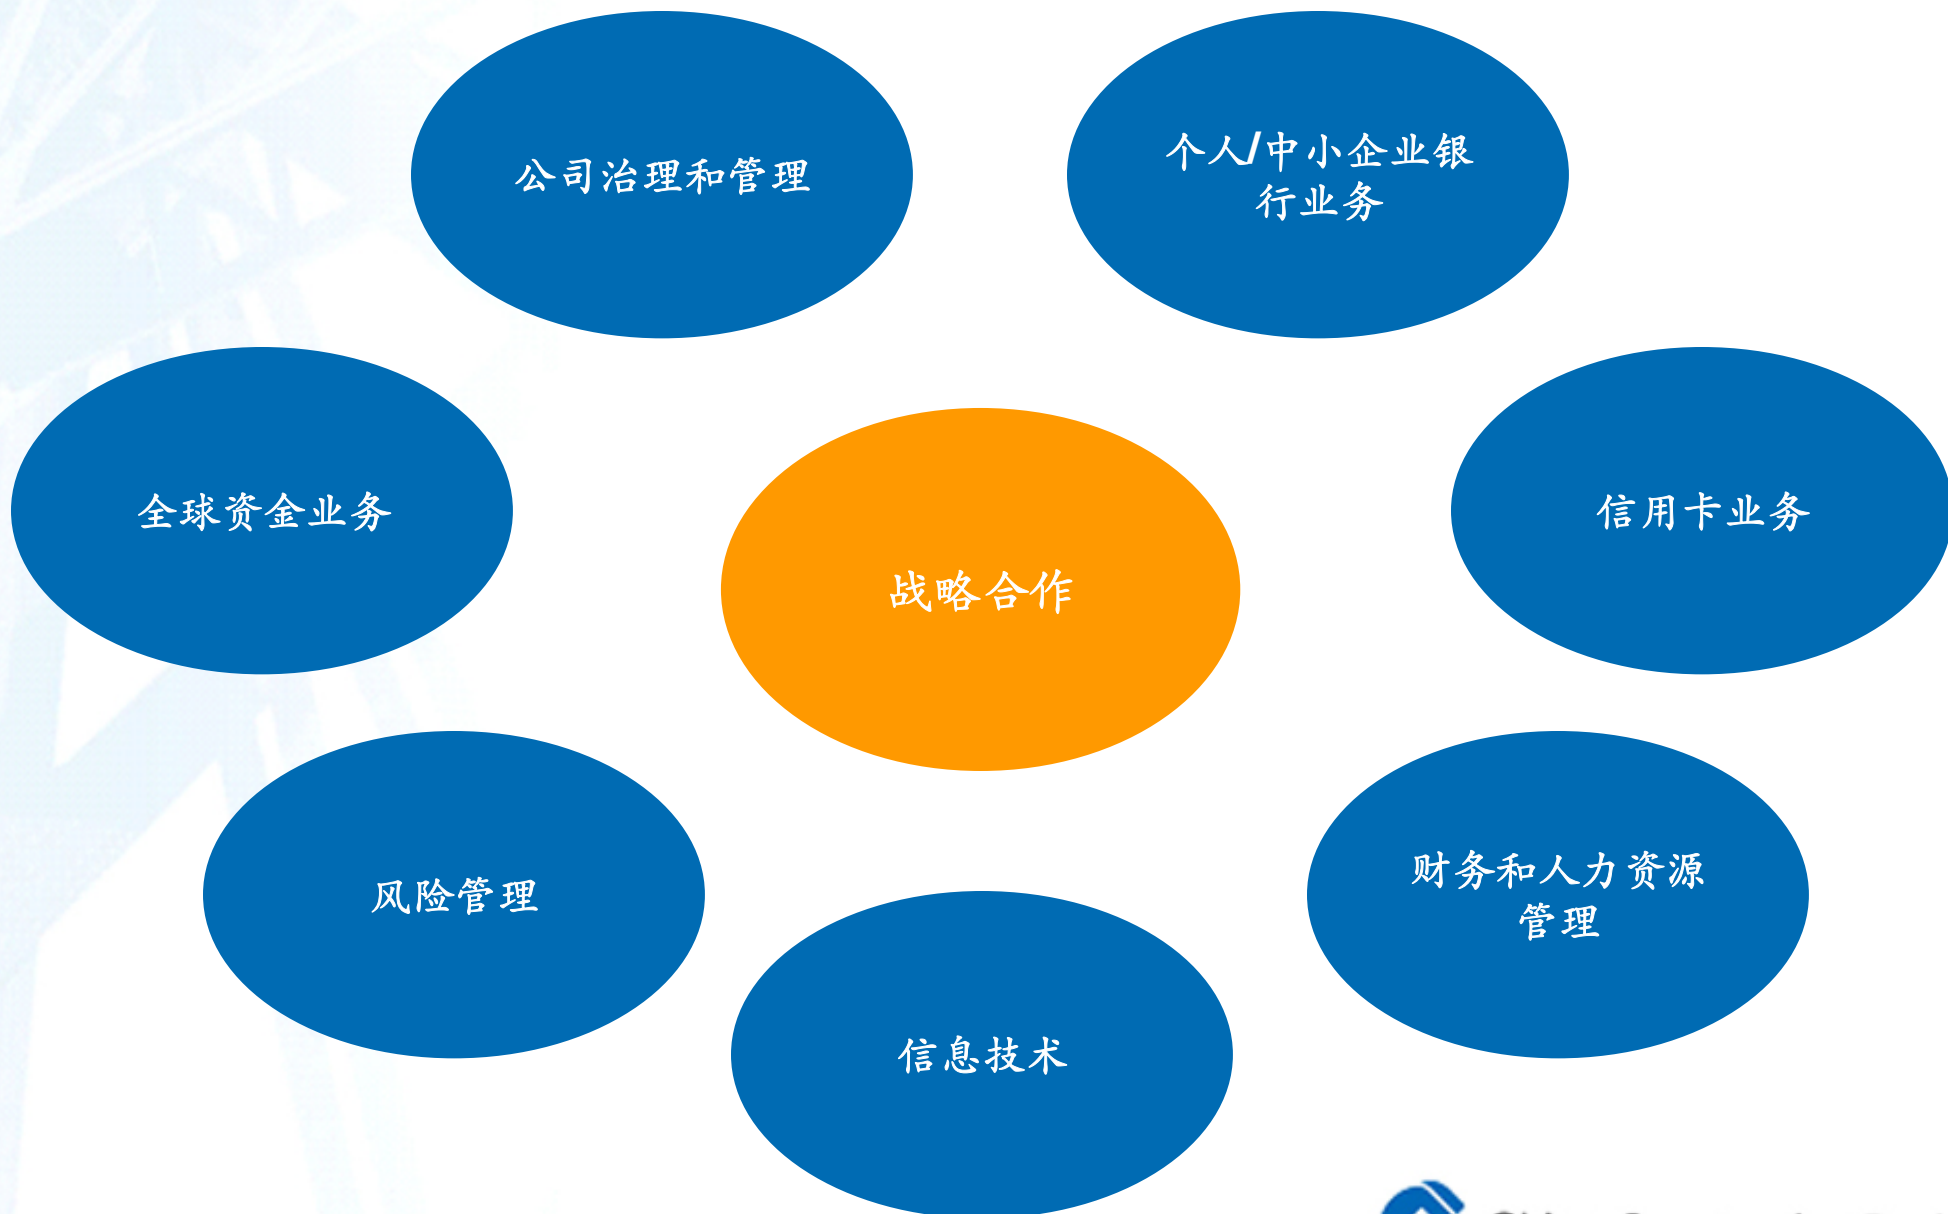 公司治理和管理
个人/中小企业银
行业务
全球资金业务
信用卡业务
战略合作
风险管理
财务和人力资源
管理
信息技术